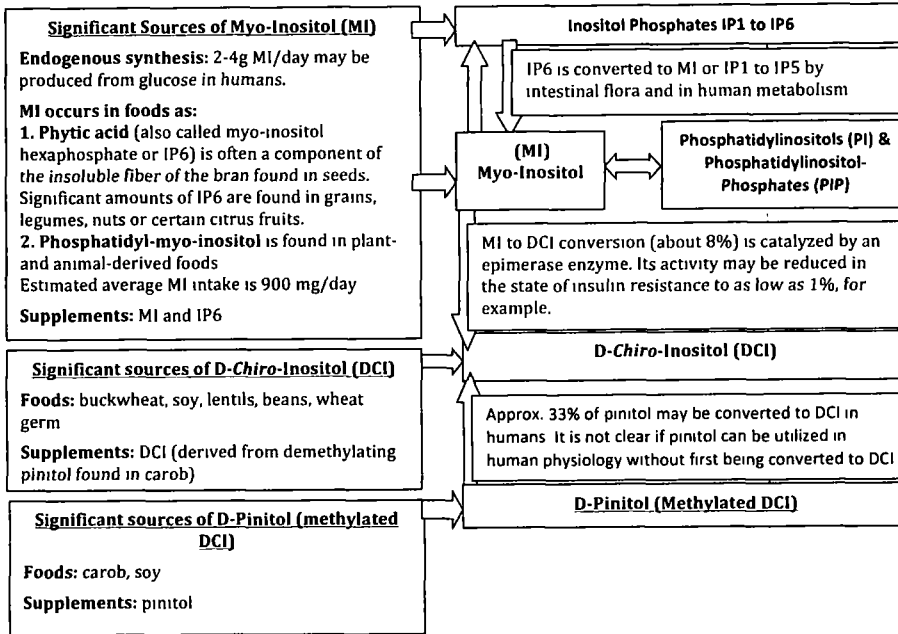 Significant Sources of Myo-Inositol (MI)
Endogenous synthesis: 2-4g MI/day may be
produced from glucose in humans.
MI occurs in foods as:
1. Phytic acid (also called myo-inositol
hexaphosphate or IP6) is often a component of
the insoluble fiber of the bran found in seeds.
Significant amounts of IP6 are found in grains,
legumes, nuts or certain citrus fruits.
2. Phosphatidyl-myo-inositol is found in plant-
and animal-derived foods
Estimated average MI intake is 900 mg/day
Supplements: MI and IP6
Inositol Phosphates IP1 to IP6
IP6 is converted to MI or IP1 to IP5 by
intestinal flora and in human metabolism
(MI)
Myo-Inositol
Phosphatidylinositols (PI) &
Phosphatidylinositol-
Phosphates (PIP)
MI to DCI conversion (about 8%) is catalyzed by an
epimerase enzyme. Its activity may be reduced in
the state of insulin resistance to as low as 1%, for
example.
Significant sources of D-Chiro-Inositol (DCI)
Foods: buckwheat, soy, lentils, beans, wheat
germ
Supplements: DCI (derived from demethylating
pinitol found in carob)
D-Chiro-Inositol (DCI)
Approx. 33% of pinitol may be converted to DCI in
humans It is not clear if pinitol can be utilized in
human physiology without first being converted to DCI
Significant sources of D-Pinitol (methylated
DCI)
Foods: carob, soy
Supplements: pinitol
D-Pinitol (Methylated DCI)